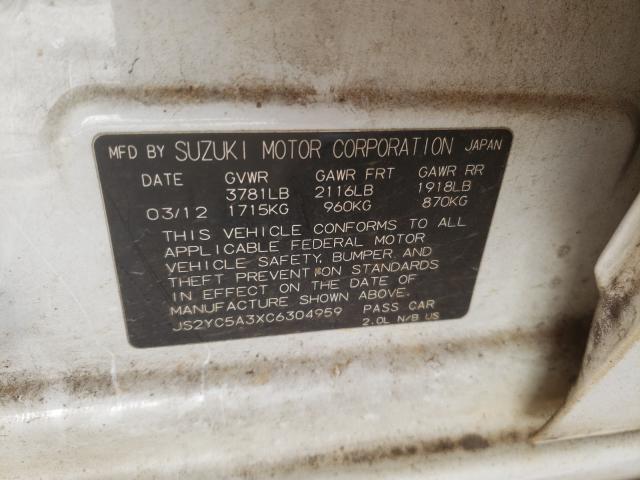 MFD BY SUZUKI MOTOR CORPORATION JAPAN
DATE GVWR GAWR FRT GAWR RR
3781LB 2116LB 1918LB
03/12 1715KG 960KG 870KG
THIS VEHICLE CONFORMS TO ALL
APPLICABLE FEDERAL MOTOR
VEHICLE SAFETY, BUMPER, AND
THEFT PREVENTION STANDARDS
IN EFFECT ON THE DATE OF
MANUFACTURE SHOWN ABOVE.
JS2YC5A3XC6304959 PASS CAR
2.0L N/B US